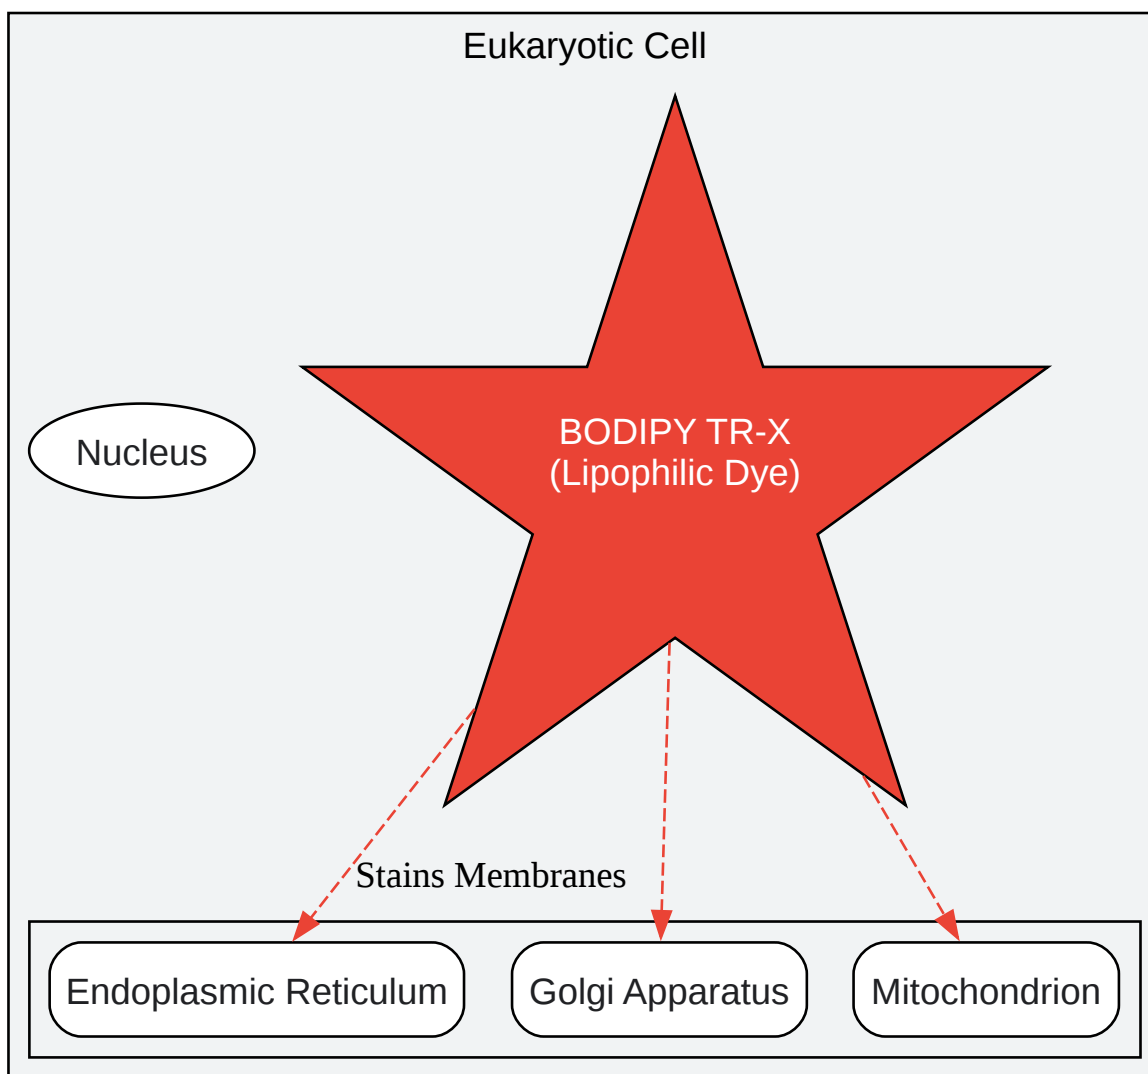 Eukaryotic Cell
BODIPY TR-X
(Lipophilic Dye)
Nucleus
Stains Membranes
Endoplasmic Reticulum
Golgi Apparatus
Mitochondrion